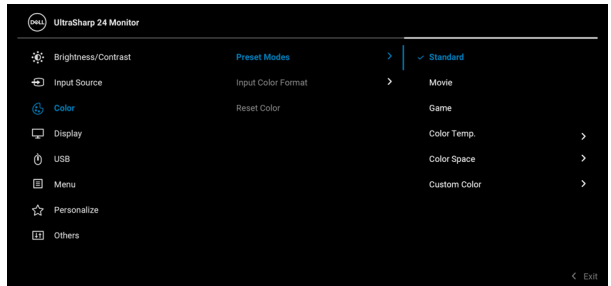 DELL UltraSharp 24 Monitor
Brightness/Contrast
Input Source
Color
Display
USB
Menu
Personalize
Others
Preset Modes
Input Color Format
Reset Color
Standard
Movie
Game
Color Temp.
Color Space
Custom Color
Exit